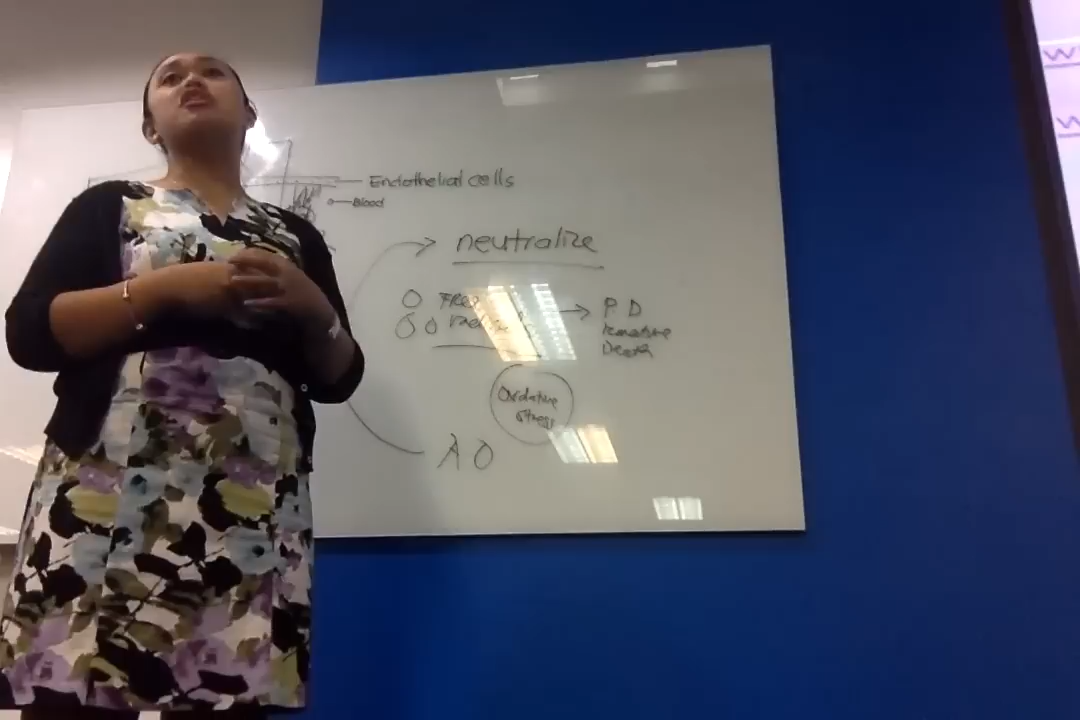 Endothelial cells
Blood
neutralize
Free
radicals
P D
Premature
Death
Oxidative
stress
A O
W
W